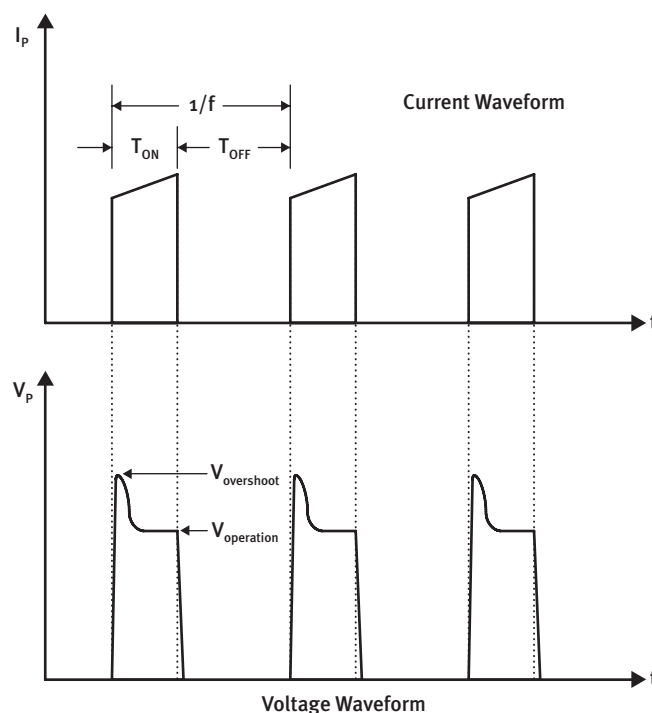 I_P
1/f
Current Waveform
T_ON
T_OFF
t
V_P
V_overshoot
V_operation
t
Voltage Waveform